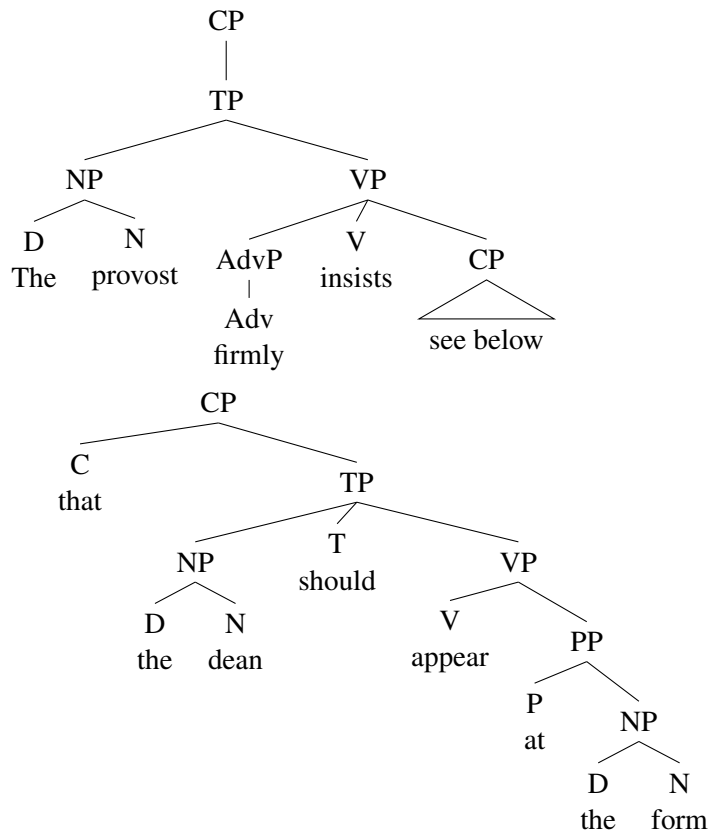 CP
TP
NP VP
D N AdvP V CP
The provost insists
Adv see below
firmly
CP
C TP
that
NP T VP
should
D N V PP
the dean appear
P NP
at
D N
the form